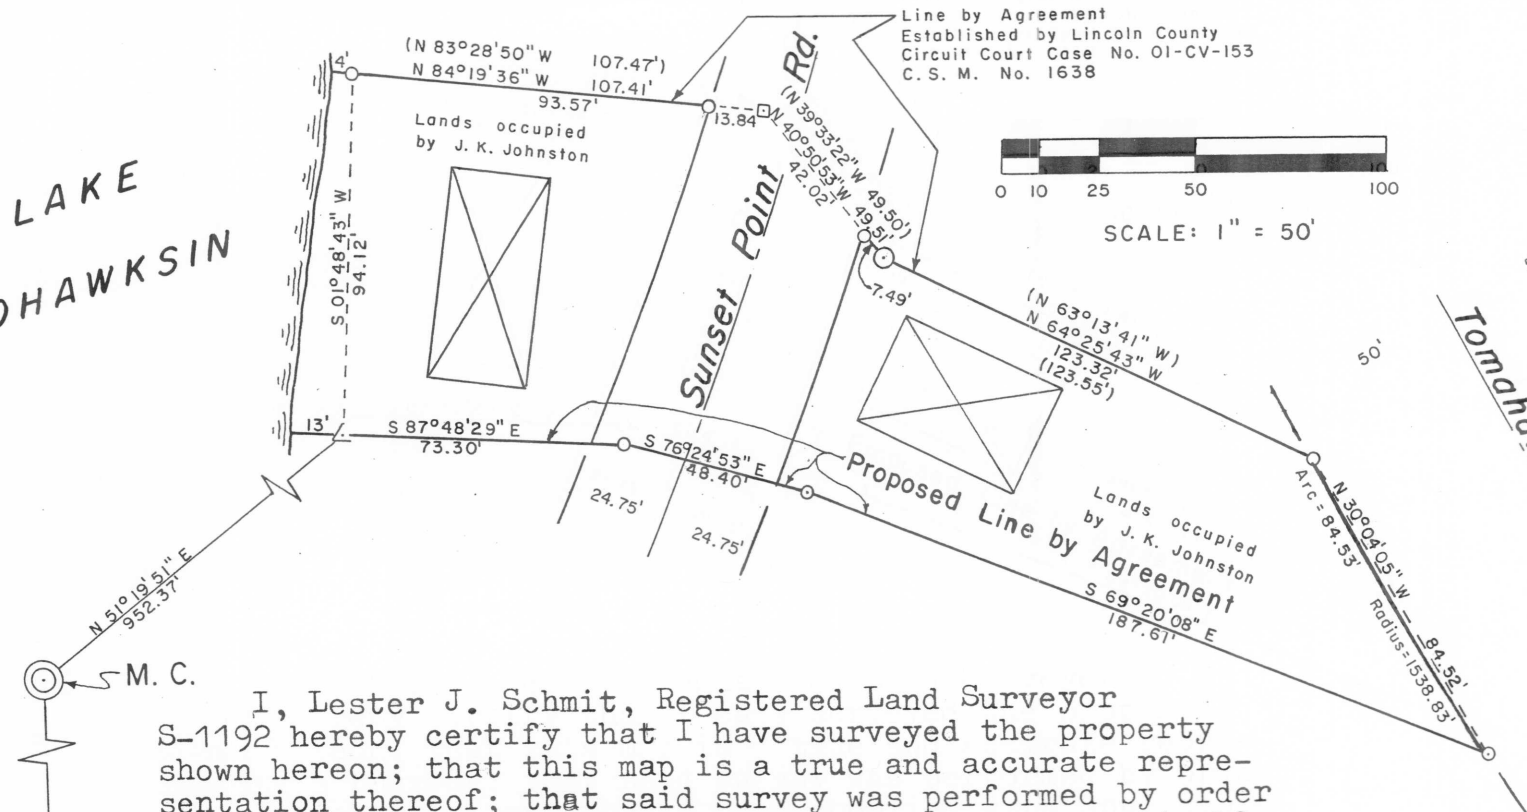 Line by Agreement
Established by Lincoln County
Circuit Court Case No. 01-CV-153
C. S. M. No. 1638
(N 83°28'50" W 107.47')
N 84°19'36" W 107.41'
93.57'
4'
13.84
Lands occupied
by J. K. Johnston
S 01°48'43" W
94.12'
LAKE
OHAWKSIN
Sunset Point Rd.
(N 39°33'22" W 49.50')
N 40°50'53" W 49.51'
42.02'
7.49'
0 10 25 50 100
SCALE: 1" = 50'
(N 63°13'41" W)
N 64°25'43" W
123.32'
(123.55')
50'
Tomahaw
13'
S 87°48'29" E
73.30'
S 76°24'53" E
48.40'
24.75'
24.75'
Proposed Line by Agreement
Lands occupied
by J. K. Johnston
S 69°20'08" E
187.61'
N 30°04'05" W 84.52'
Arc = 84.53' Radius = 1538.83'
N 51°19'51" E
952.37'
M. C.
I, Lester J. Schmit, Registered Land Surveyor
S-1192 hereby certify that I have surveyed the property
shown hereon; that this map is a true and accurate repre-
sentation thereof; that said survey was performed by order